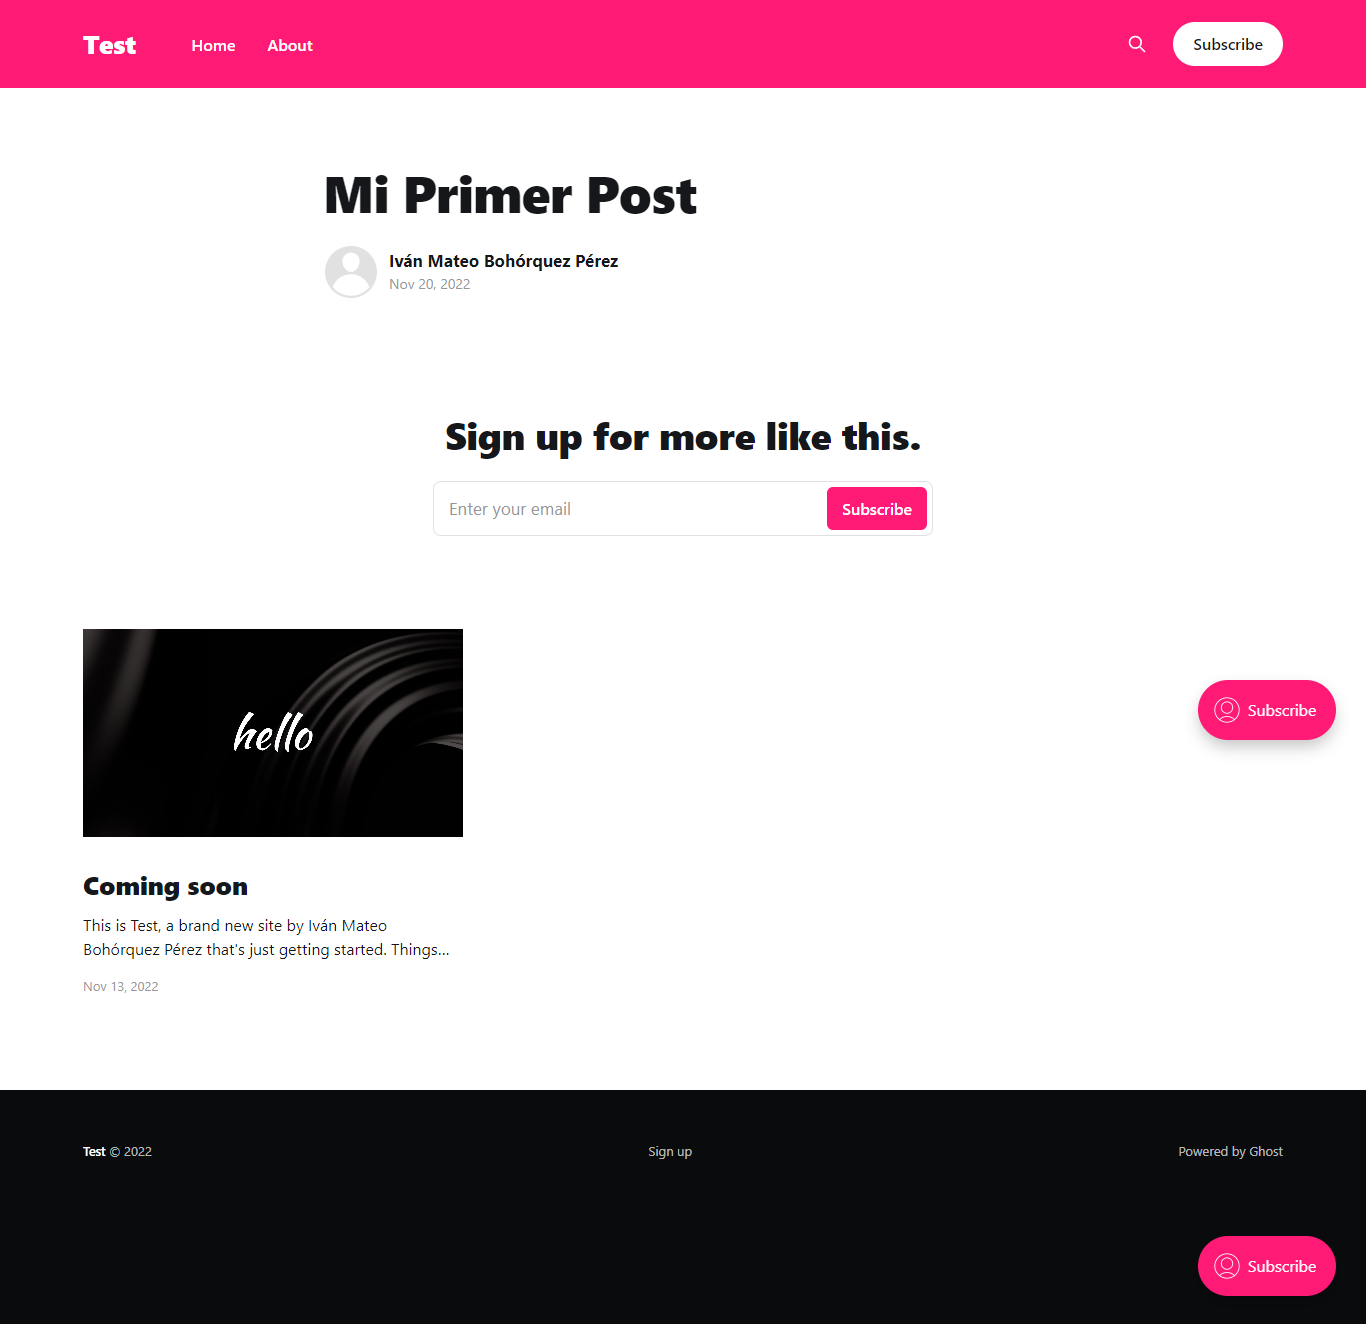 Test
Home
About
Subscribe
Mi Primer Post
Iván Mateo Bohórquez Pérez
Nov 20, 2022
Sign up for more like this.
Enter your email
Subscribe
hello
Subscribe
Coming soon
This is Test, a brand new site by Iván Mateo
Bohórquez Pérez that's just getting started. Things...
Nov 13, 2022
Test © 2022
Sign up
Powered by Ghost
Subscribe